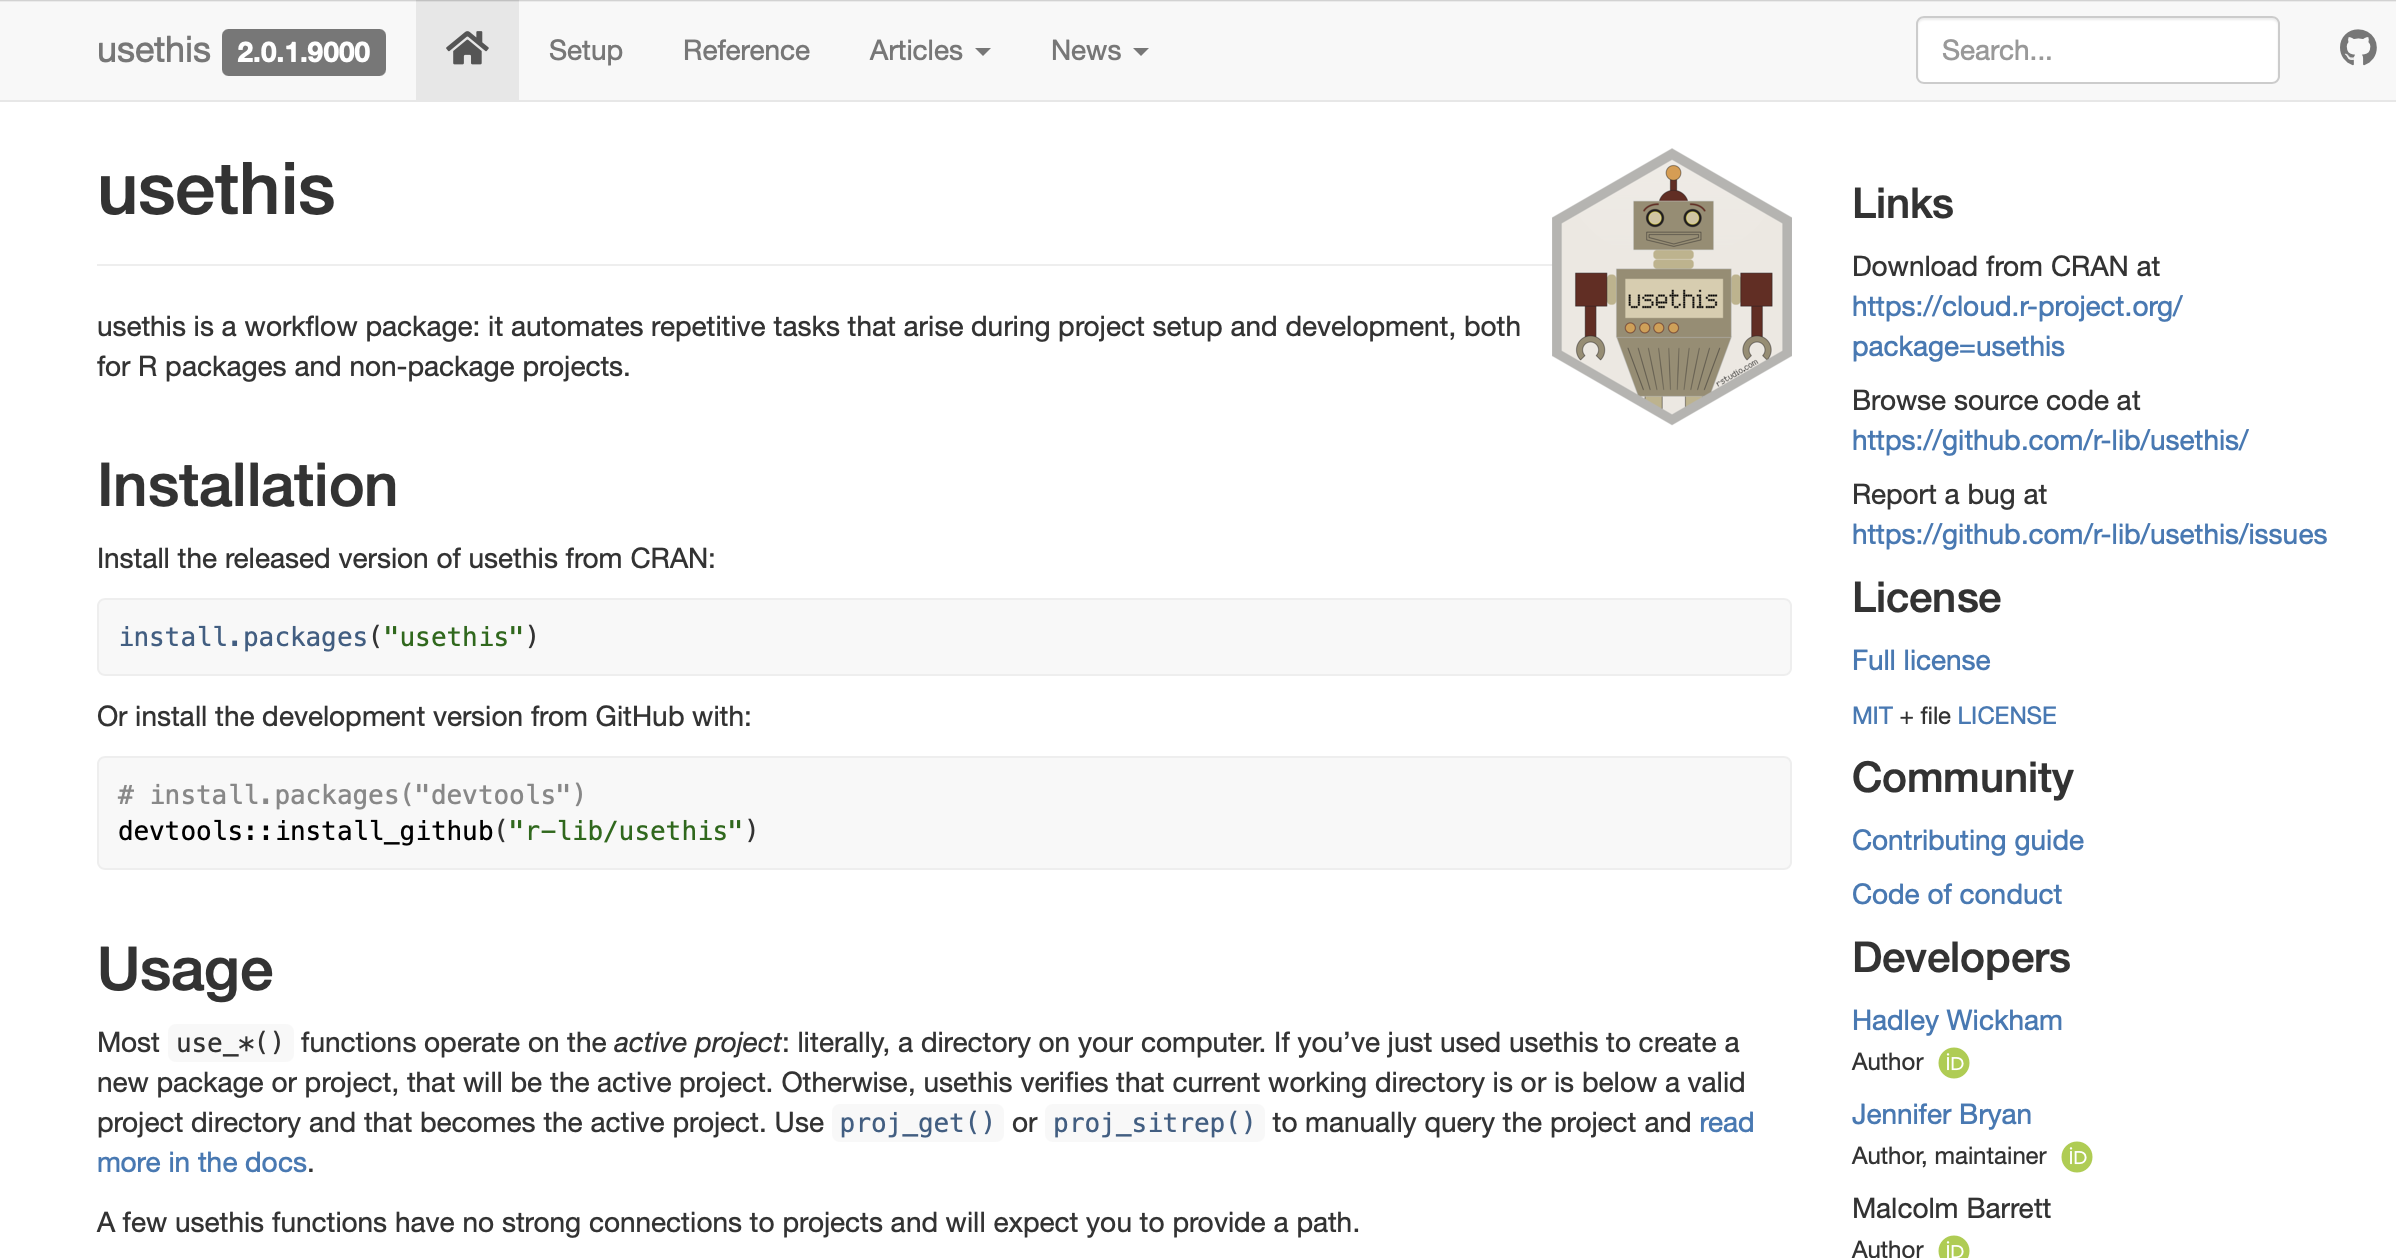 usethis 2.0.1.9000 Setup Reference Articles News Search...
usethis
usethis is a workflow package: it automates repetitive tasks that arise during project setup and development, both
for R packages and non-package projects.
usethis
rstudio.com
Installation
Install the released version of usethis from CRAN:
install.packages("usethis")
Or install the development version from GitHub with:
# install.packages("devtools")
devtools::install_github("r-lib/usethis")
Usage
Most use_*() functions operate on the active project: literally, a directory on your computer. If you’ve just used usethis to create a
new package or project, that will be the active project. Otherwise, usethis verifies that current working directory is or is below a valid
project directory and that becomes the active project. Use proj_get() or proj_sitrep() to manually query the project and read
more in the docs.
A few usethis functions have no strong connections to projects and will expect you to provide a path.
Links
Download from CRAN at
https://cloud.r-project.org/
package=usethis
Browse source code at
https://github.com/r-lib/usethis/
Report a bug at
https://github.com/r-lib/usethis/issues
License
Full license
MIT + file LICENSE
Community
Contributing guide
Code of conduct
Developers
Hadley Wickham
Author iD
Jennifer Bryan
Author, maintainer iD
Malcolm Barrett
Author iD